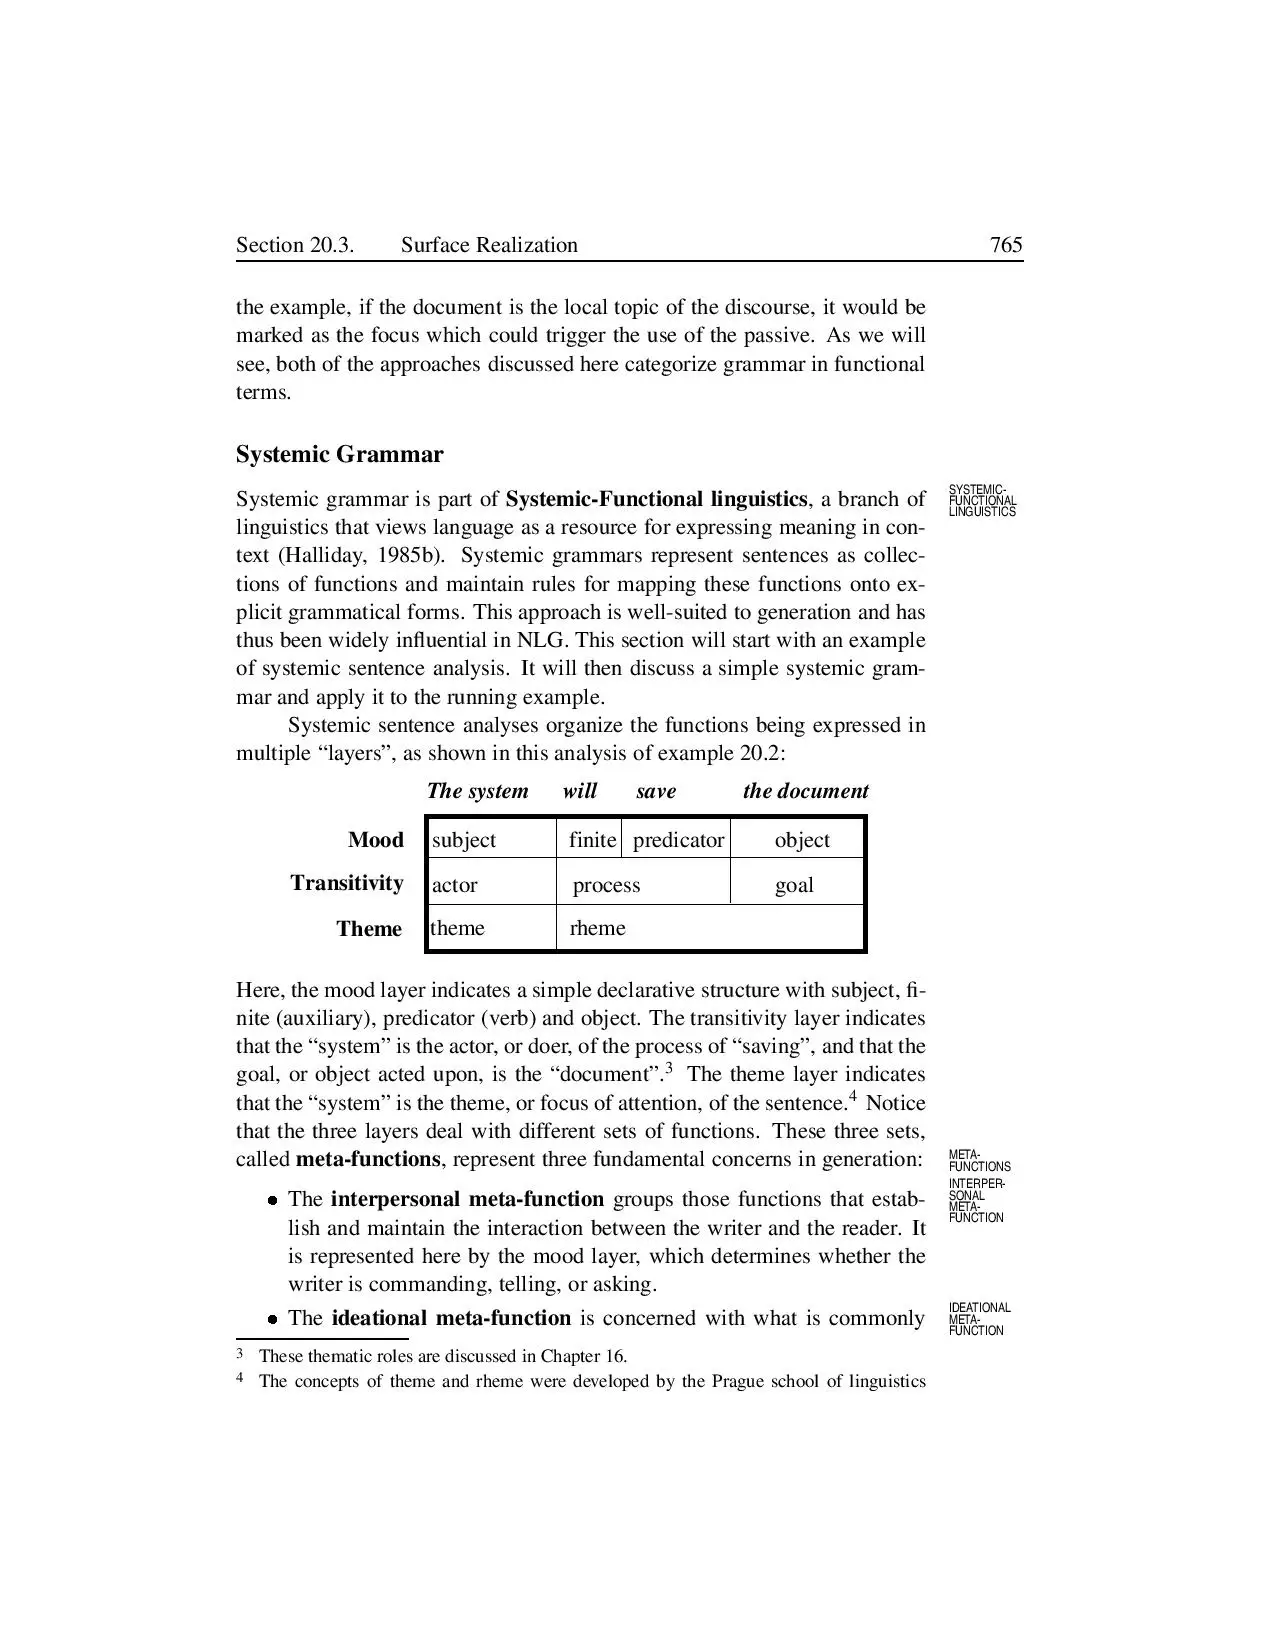 Section 20.3. Surface Realization 765
the example, if the document is the local topic of the discourse, it would be
marked as the focus which could trigger the use of the passive. As we will
see, both of the approaches discussed here categorize grammar in functional
terms.
Systemic Grammar
Systemic grammar is part of Systemic-Functional linguistics, a branch of
linguistics that views language as a resource for expressing meaning in con-
text (Halliday, 1985b). Systemic grammars represent sentences as collec-
tions of functions and maintain rules for mapping these functions onto ex-
plicit grammatical forms. This approach is well-suited to generation and has
thus been widely influential in NLG. This section will start with an example
of systemic sentence analysis. It will then discuss a simple systemic gram-
mar and apply it to the running example.
SYSTEMIC-
FUNCTIONAL
LINGUISTICS
Systemic sentence analyses organize the functions being expressed in
multiple “layers”, as shown in this analysis of example 20.2:
The system will save the document
Mood subject finite predicator object
Transitivity actor process goal
Theme theme rheme
Here, the mood layer indicates a simple declarative structure with subject, fi-
nite (auxiliary), predicator (verb) and object. The transitivity layer indicates
that the “system” is the actor, or doer, of the process of “saving”, and that the
goal, or object acted upon, is the “document”.3 The theme layer indicates
that the “system” is the theme, or focus of attention, of the sentence.4 Notice
that the three layers deal with different sets of functions. These three sets,
called meta-functions, represent three fundamental concerns in generation:
META-
FUNCTIONS
INTERPER-
SONAL
META-
FUNCTION
• The interpersonal meta-function groups those functions that estab-
lish and maintain the interaction between the writer and the reader. It
is represented here by the mood layer, which determines whether the
writer is commanding, telling, or asking.
• The ideational meta-function is concerned with what is commonly
IDEATIONAL
META-
FUNCTION
3 These thematic roles are discussed in Chapter 16.
4 The concepts of theme and rheme were developed by the Prague school of linguistics